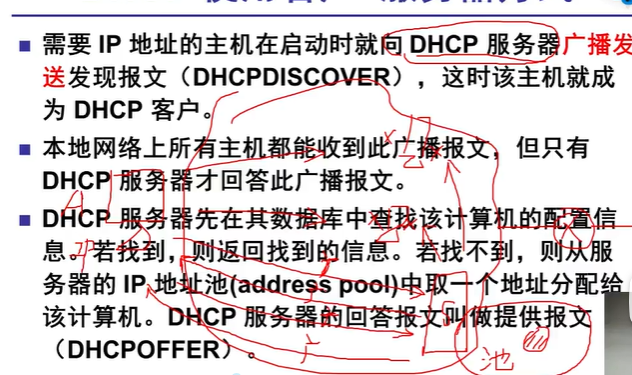 需要 IP 地址的主机在启动时就向 DHCP 服务器广播发
送发现报文（DHCPDISCOVER），这时该主机就成
为 DHCP 客户。
本地网络上所有主机都能收到此广播报文，但只有
DHCP 服务器才回答此广播报文。
DHCP 服务器先在其数据库中查找该计算机的配置信
息。若找到，则返回找到的信息。若找不到，则从服
务器的 IP 地址池(address pool)中取一个地址分配给
该计算机。DHCP 服务器的回答报文叫做提供报文
（DHCPOFFER）。
池